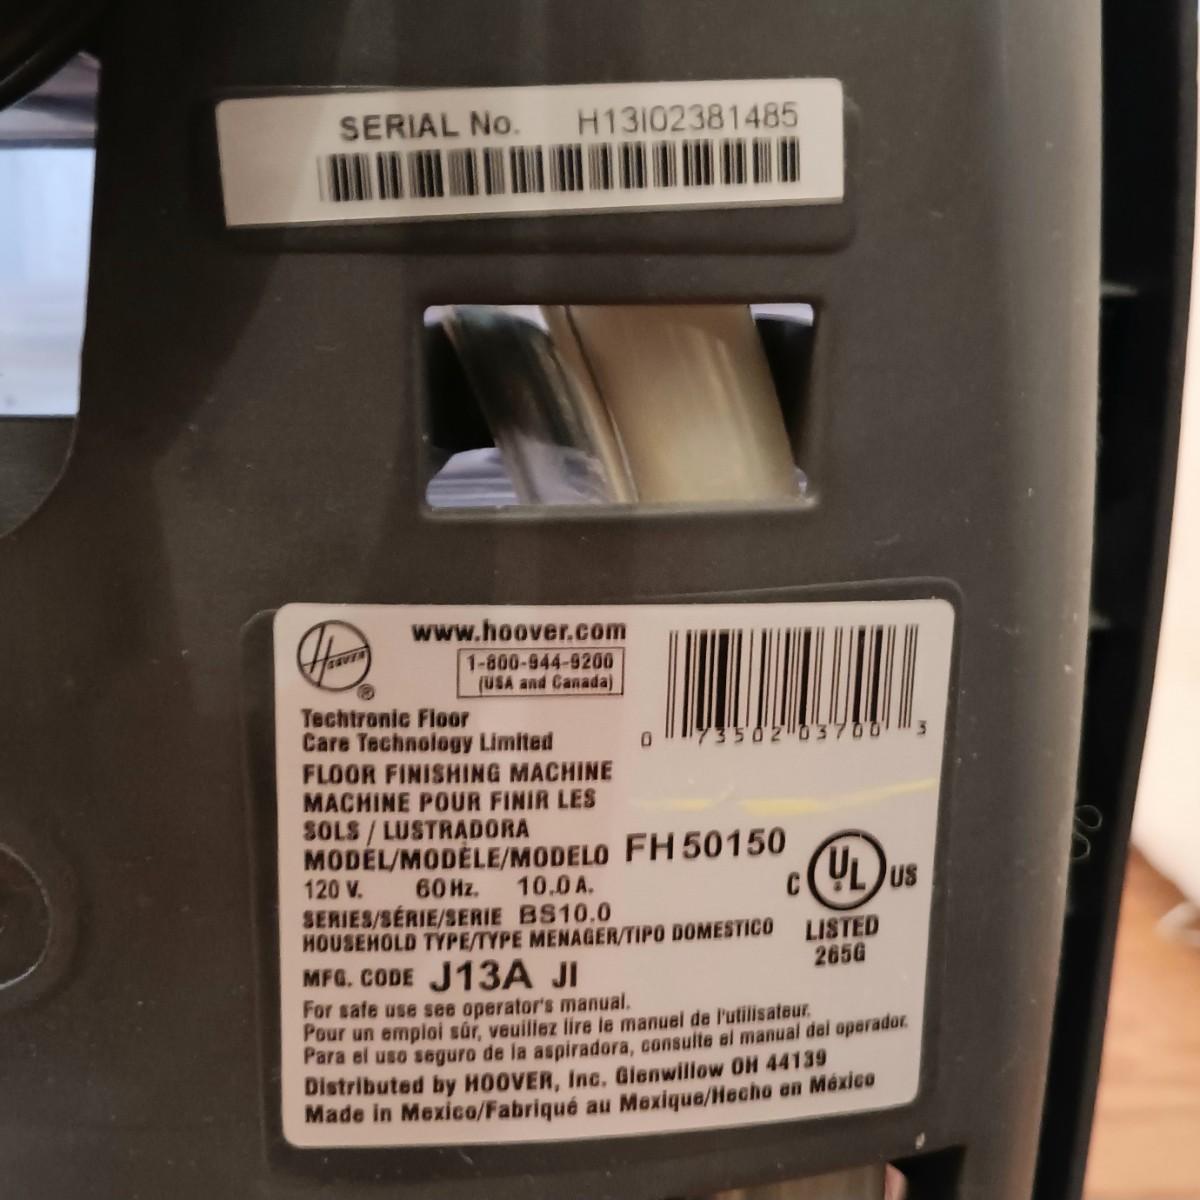 SERIAL No. H13I02381485
HOOVER ®
www.hoover.com
1-800-944-9200
(USA and Canada)
0 73502 03700 3
Techtronic Floor
Care Technology Limited
FLOOR FINISHING MACHINE
MACHINE POUR FINIR LES
SOLS / LUSTRADORA
MODEL/MODÈLE/MODELO FH50150
120 V. 60 Hz. 10.0 A.
SERIES/SÉRIE/SERIE BS10.0
HOUSEHOLD TYPE/TYPE MENAGER/TIPO DOMESTICO
C UL US
LISTED
265G
MFG. CODE J13A JI
For safe use see operator's manual.
Pour un emploi sûr, veuillez lire le manuel de l'utilisateur.
Para el uso seguro de la aspiradora, consulte el manual del operador.
Distributed by HOOVER, Inc. Glenwillow OH 44139
Made in Mexico/Fabriqué au Mexique/Hecho en México